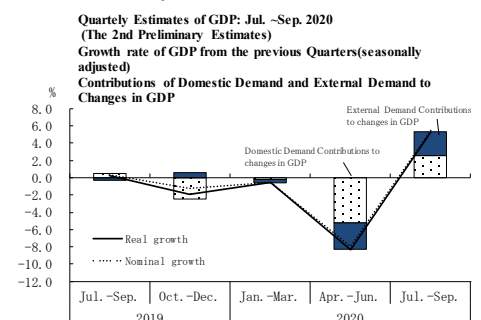 Quartely Estimates of GDP: Jul. ~Sep. 2020
(The 2nd Preliminary Estimates)
Growth rate of GDP from the previous Quarters(seasonally
adjusted)
Contributions of Domestic Demand and External Demand to
Changes in GDP
%
External Demand Contributions
to changes in GDP
Domestic Demand Contributions to
changes in GDP
8.0
6.0
4.0
2.0
0.0
-2.0
-4.0
-6.0
-8.0
-10.0
-12.0
Real growth
Nominal growth
Jul.-Sep. Oct.-Dec. Jan.-Mar. Apr.-Jun. Jul.-Sep.
2019 2020